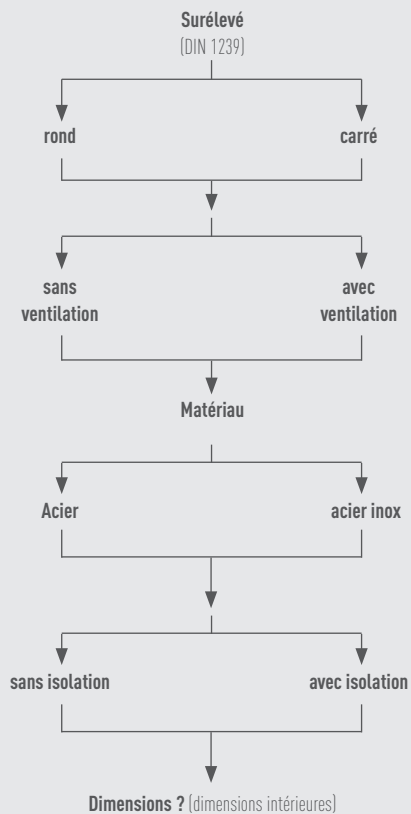 Surélevé
(DIN 1239)
rond carré
sans avec
ventilation ventilation
Matériau
Acier acier inox
sans isolation avec isolation
Dimensions ? (dimensions intérieures)